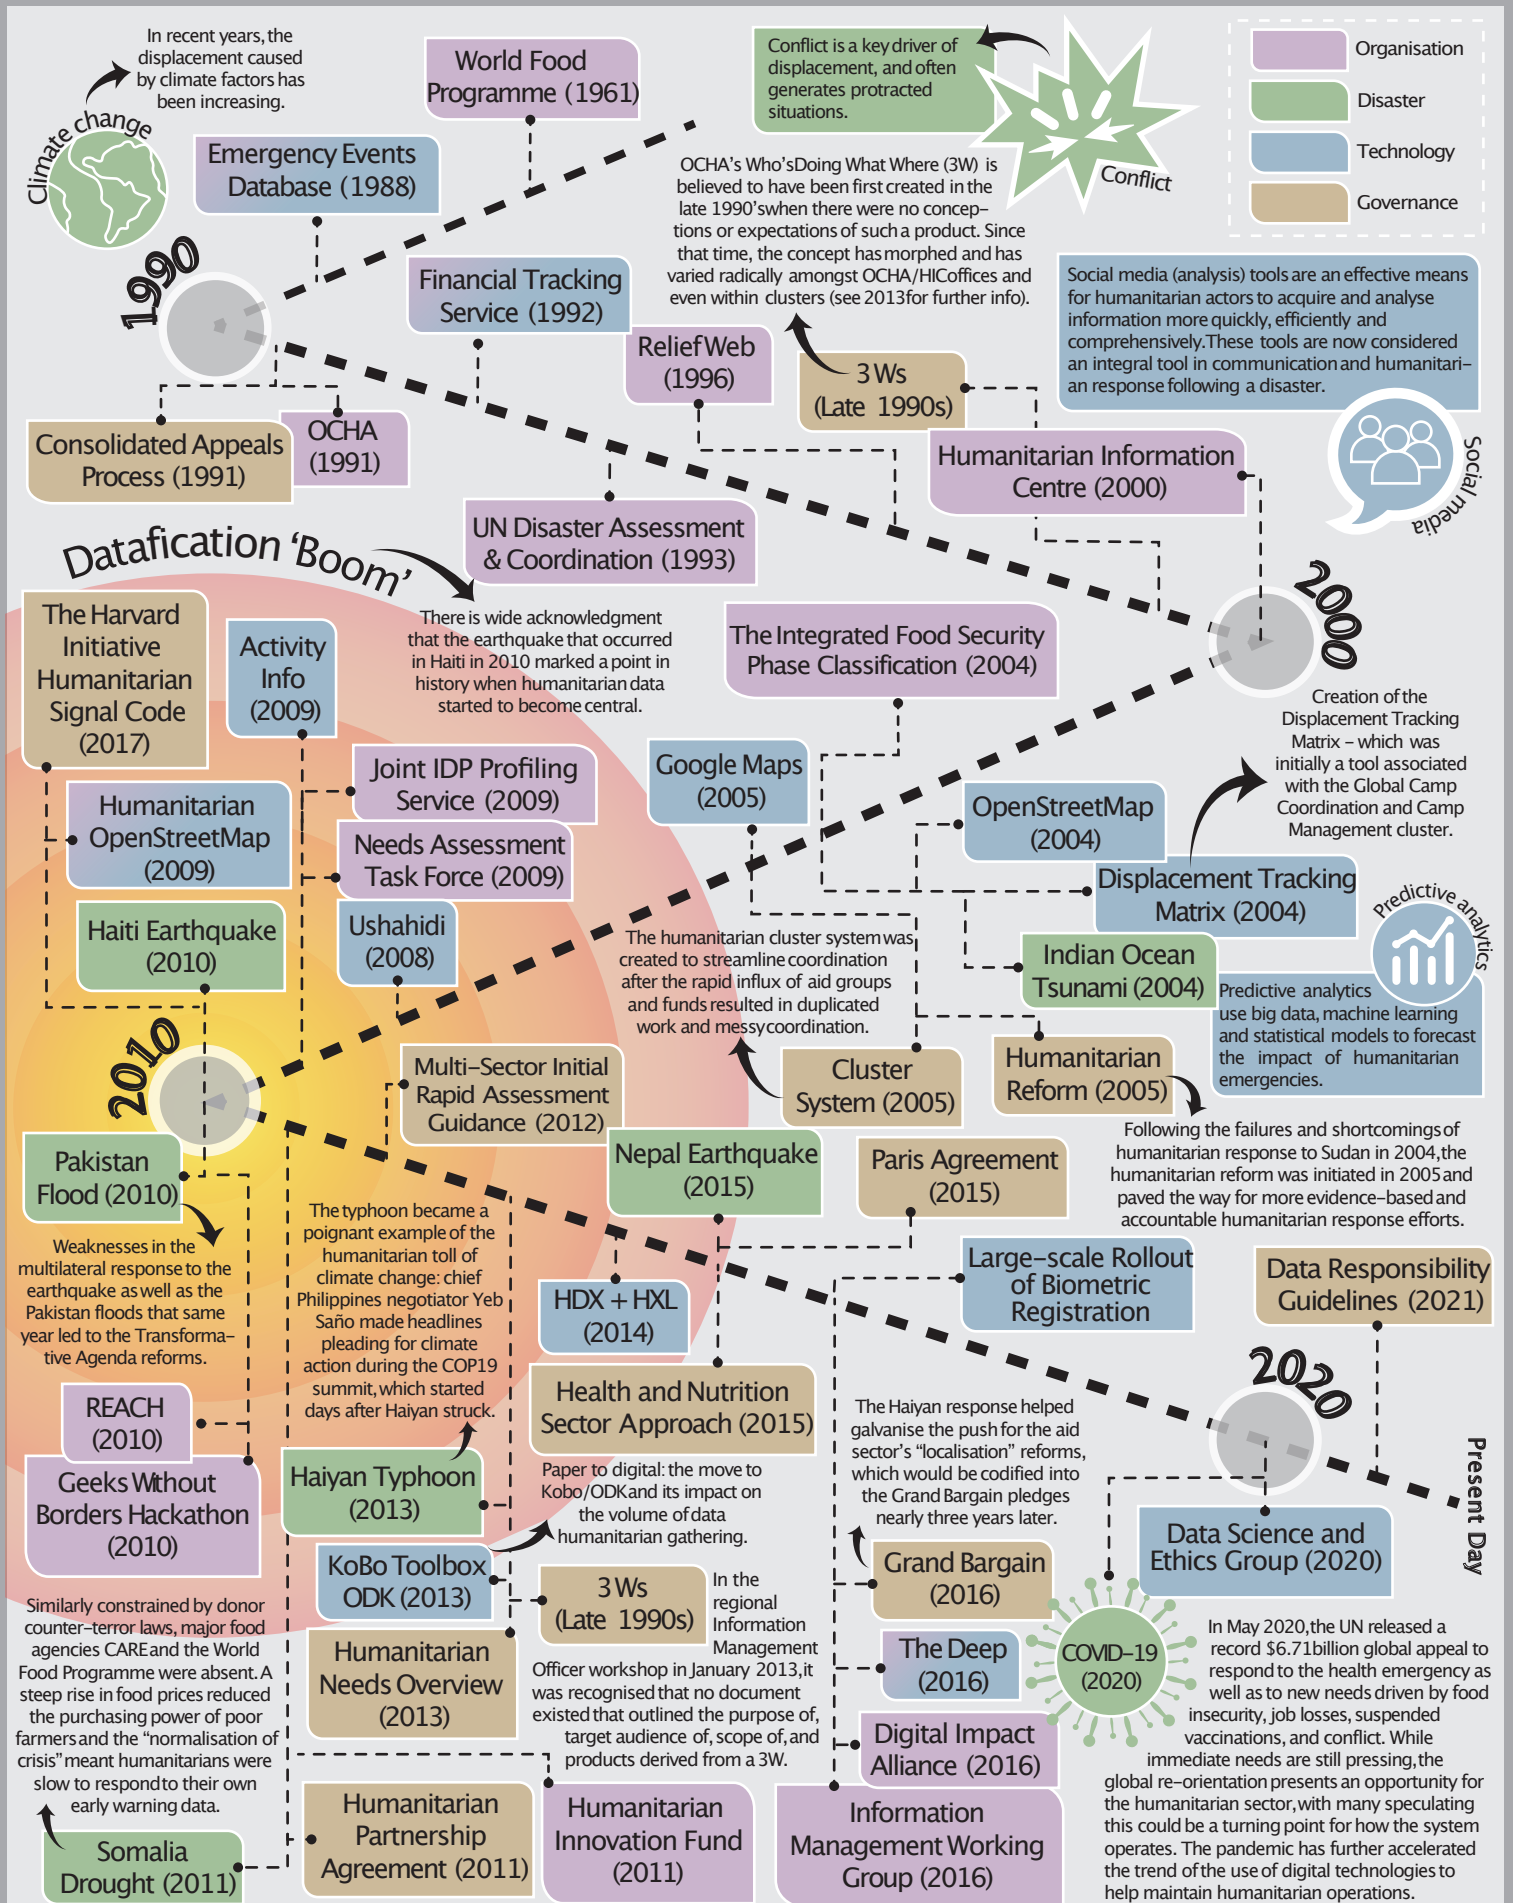 In recent years, the
displacement caused
by climate factors has
been increasing.
Climate change
World Food
Programme (1961)
Emergency Events
Database (1988)
Conflict is a key driver of
displacement, and often
generates protracted
situations.
Conflict
Organisation
Disaster
Technology
Governance
1990
OCHA's Who'sDoing What Where (3W) is
believed to have been first created in the
late 1990'swhen there were no concep-
tions or expectations of such a product. Since
that time, the concept has morphed and has
varied radically amongst OCHA/HICoffices and
even within clusters (see 2013 for further info).
Financial Tracking
Service (1992)
ReliefWeb
(1996)
3 Ws
(Late 1990s)
Social media (analysis) tools are an effective means
for humanitarian actors to acquire and analyse
information more quickly, efficiently and
comprehensively.These tools are now considered
an integral tool in communication and humanitari-
an response following a disaster.
Social media
Consolidated Appeals
Process (1991)
OCHA
(1991)
Humanitarian Information
Centre (2000)
UN Disaster Assessment
& Coordination (1993)
2000
Datafication 'Boom'
There is wide acknowledgment
that the earthquake that occurred
in Haiti in 2010 marked a point in
history when humanitarian data
started to become central.
The Harvard
Initiative
Humanitarian
Signal Code
(2017)
Activity
Info
(2009)
The Integrated Food Security
Phase Classification (2004)
Creation of the
Displacement Tracking
Matrix – which was
initially a tool associated
with the Global Camp
Coordination and Camp
Management cluster.
Joint IDP Profiling
Service (2009)
Google Maps
(2005)
Humanitarian
OpenStreetMap
(2009)
Needs Assessment
Task Force (2009)
OpenStreetMap
(2004)
Displacement Tracking
Matrix (2004)
Predictive analytics
Haiti Earthquake
(2010)
Ushahidi
(2008)
The humanitarian cluster system was
created to streamline coordination
after the rapid influx of aid groups
and funds resulted in duplicated
work and messy coordination.
Indian Ocean
Tsunami (2004)
Predictive analytics
use big data, machine learning
and statistical models to forecast
the impact of humanitarian
emergencies.
2010
Multi-Sector Initial
Rapid Assessment
Guidance (2012)
Cluster
System (2005)
Humanitarian
Reform (2005)
Following the failures and shortcomings of
humanitarian response to Sudan in 2004, the
humanitarian reform was initiated in 2005 and
paved the way for more evidence-based and
accountable humanitarian response efforts.
Pakistan
Flood (2010)
Nepal Earthquake
(2015)
Paris Agreement
(2015)
Weaknesses in the
multilateral response to the
earthquake as well as the
Pakistan floods that same
year led to the Transforma-
tive Agenda reforms.
The typhoon became a
poignant example of the
humanitarian toll of
climate change: chief
Philippines negotiator Yeb
Saño made headlines
pleading for climate
action during the COP19
summit, which started
days after Haiyan struck.
HDX + HXL
(2014)
Large-scale Rollout
of Biometric
Registration
Data Responsibility
Guidelines (2021)
2020
Present Day
REACH
(2010)
Geeks Without
Borders Hackathon
(2010)
Health and Nutrition
Sector Approach (2015)
Haiyan Typhoon
(2013)
Paper to digital: the move to
Kobo/ODK and its impact on
the volume of data
humanitarian gathering.
The Haiyan response helped
galvanise the push for the aid
sector's "localisation" reforms,
which would be codified into
the Grand Bargain pledges
nearly three years later.
Data Science and
Ethics Group (2020)
KoBo Toolbox
ODK (2013)
3 Ws
(Late 1990s)
In the
regional
Information
Management
Officer workshop in January 2013, it
was recognised that no document
existed that outlined the purpose of,
target audience of, scope of, and
products derived from a 3W.
Grand Bargain
(2016)
Similarly constrained by donor
counter-terror laws, major food
agencies CARE and the World
Food Programme were absent. A
steep rise in food prices reduced
the purchasing power of poor
farmers and the "normalisation of
crisis" meant humanitarians were
slow to respond to their own
early warning data.
Humanitarian
Needs Overview
(2013)
The Deep
(2016)
COVID-19
(2020)
In May 2020, the UN released a
record $6.71billion global appeal to
respond to the health emergency as
well as to new needs driven by food
insecurity, job losses, suspended
vaccinations, and conflict. While
immediate needs are still pressing, the
global re-orientation presents an opportunity for
the humanitarian sector, with many speculating
this could be a turning point for how the system
operates. The pandemic has further accelerated
the trend of the use of digital technologies to
help maintain humanitarian operations.
Digital Impact
Alliance (2016)
Somalia
Drought (2011)
Humanitarian
Partnership
Agreement (2011)
Humanitarian
Innovation Fund
(2011)
Information
Management Working
Group (2016)